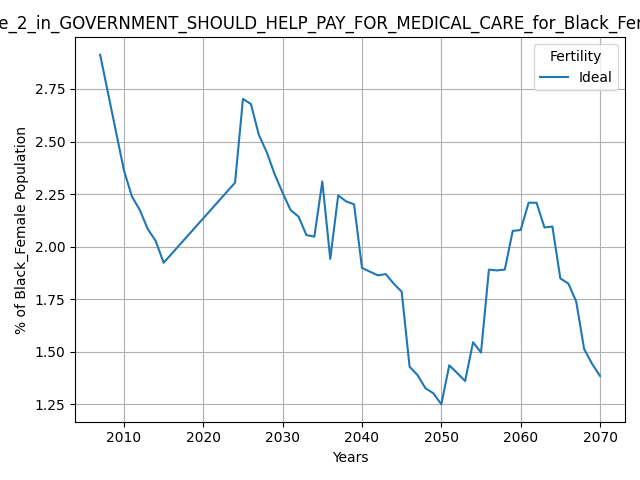 e_2_in_GOVERNMENT_SHOULD_HELP_PAY_FOR_MEDICAL_CARE_for_Black_Fe
Fertility
Ideal
2.75
2.50
2.25
2.00
1.75
1.50
1.25
% of Black_Female Population
2010 2020 2030 2040 2050 2060 2070
Years